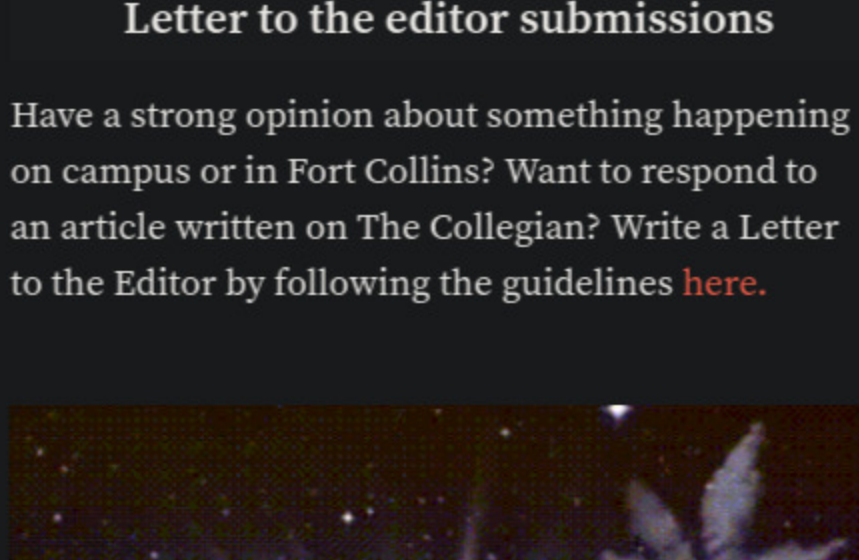 Letter to the editor submissions
Have a strong opinion about something happening
on campus or in Fort Collins? Want to respond to
an article written on The Collegian? Write a Letter
to the Editor by following the guidelines here.